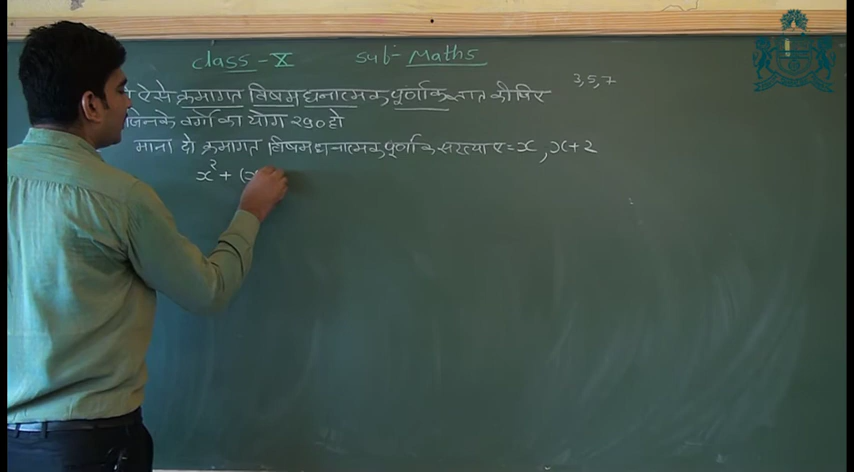 Class-X Sub- Maths
ऐसे क्रमागत विषम धनात्मक पूर्णांक ज्ञात कीजिए 3,5,7
जिनके वर्गों का योग २९० हो
माना दो क्रमागत विषम धनात्मक पूर्णांक संख्याए = x, x+2
x² + (x